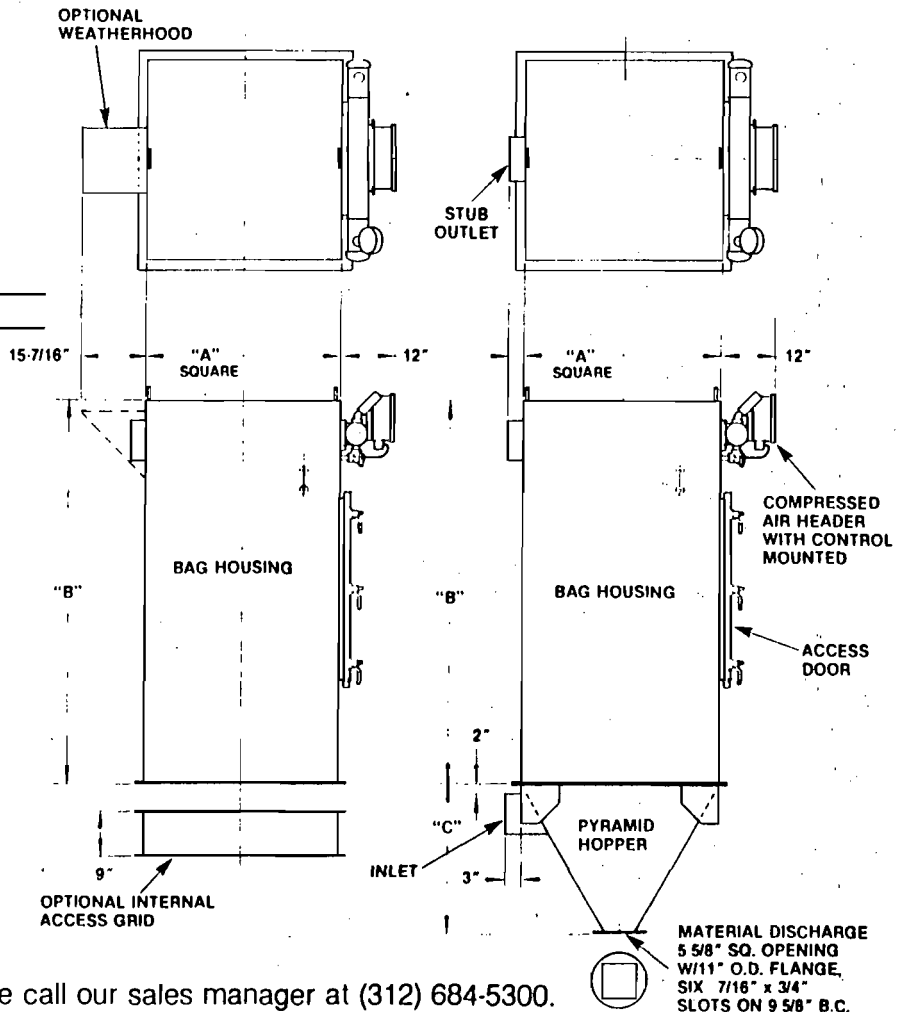 OPTIONAL
WEATHERHOOD
STUB
OUTLET
15-7/16"
"A"
SQUARE
12"
"A"
SQUARE
12"
COMPRESSED
AIR HEADER
WITH CONTROL
MOUNTED
"B"
BAG HOUSING
"B"
BAG HOUSING
ACCESS
DOOR
2"
"C"
PYRAMID
HOPPER
INLET
3"
9"
OPTIONAL INTERNAL
ACCESS GRID
MATERIAL DISCHARGE
5 5/8" SQ. OPENING
W/11" O.D. FLANGE,
SIX 7/16" x 3/4"
SLOTS ON 9 5/8" B.C.
e call our sales manager at (312) 684-5300.